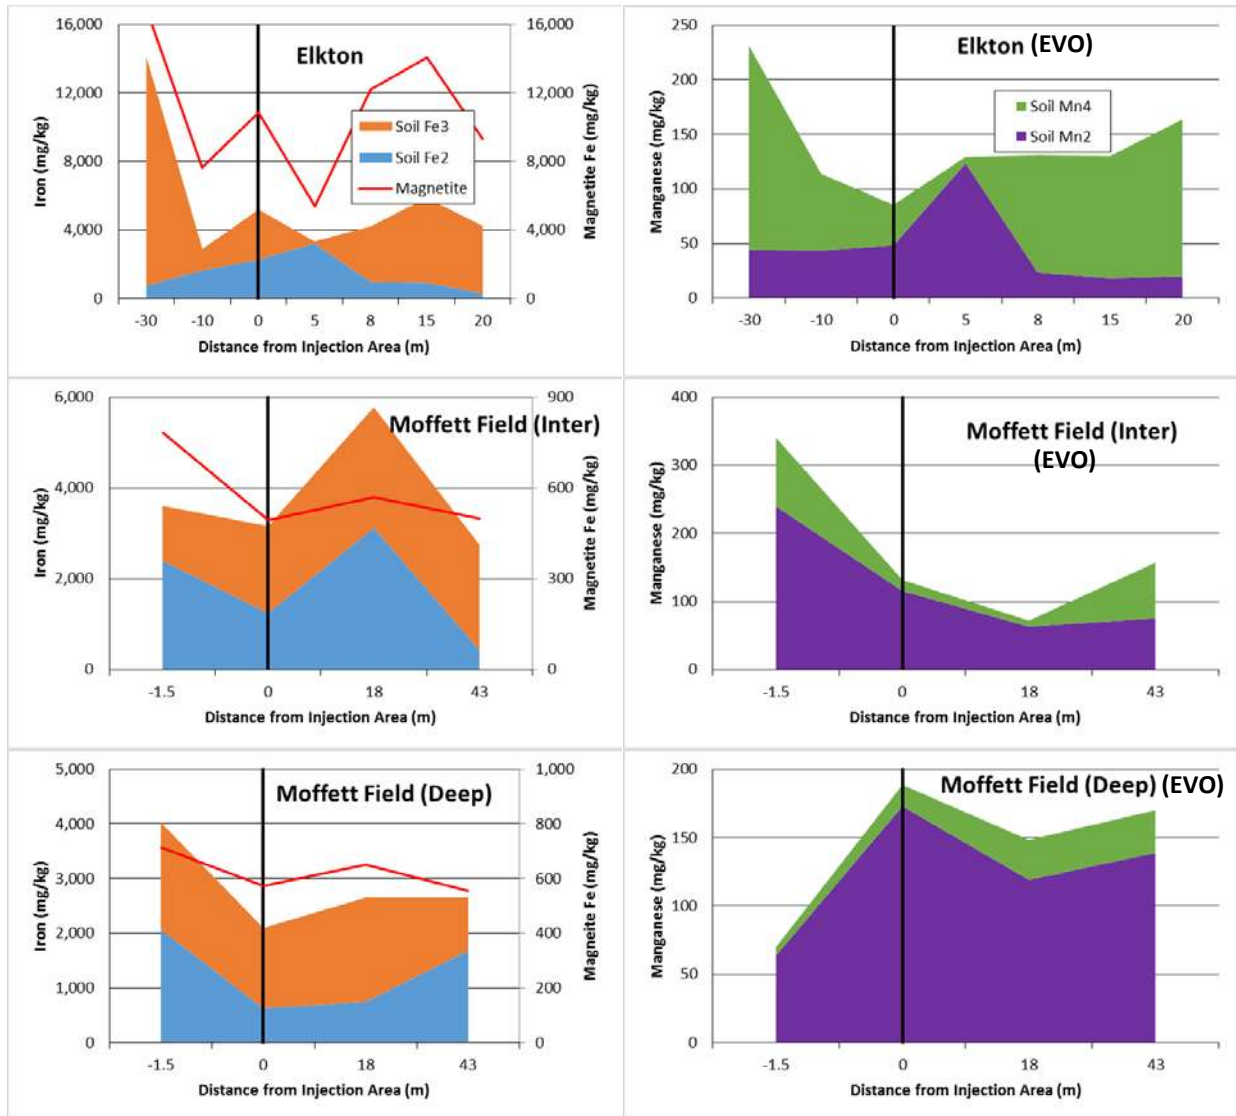 Elkton
Iron (mg/kg)
16,000
12,000
8,000
4,000
0
Soil Fe3
Soil Fe2
Magnetite
16,000
12,000
8,000
4,000
0
Magnetite Fe (mg/kg)
-30 -10 0 5 8 15 20
Distance from Injection Area (m)
Elkton (EVO)
Manganese (mg/kg)
250
200
150
100
50
0
Soil Mn4
Soil Mn2
-30 -10 0 5 8 15 20
Distance from Injection Area (m)
Moffett Field (Inter)
Iron (mg/kg)
6,000
4,000
2,000
0
900
600
300
0
Magnetite Fe (mg/kg)
-1.5 0 18 43
Distance from Injection Area (m)
Moffett Field (Inter)
(EVO)
Manganese (mg/kg)
400
300
200
100
0
-1.5 0 18 43
Distance from Injection Area (m)
Moffett Field (Deep)
Iron (mg/kg)
5,000
4,000
3,000
2,000
1,000
0
1,000
800
600
400
200
0
Magneite Fe (mg/kg)
-1.5 0 18 43
Distance from Injection Area (m)
Moffett Field (Deep) (EVO)
Manganese (mg/kg)
200
150
100
50
0
-1.5 0 18 43
Distance from Injection Area (m)